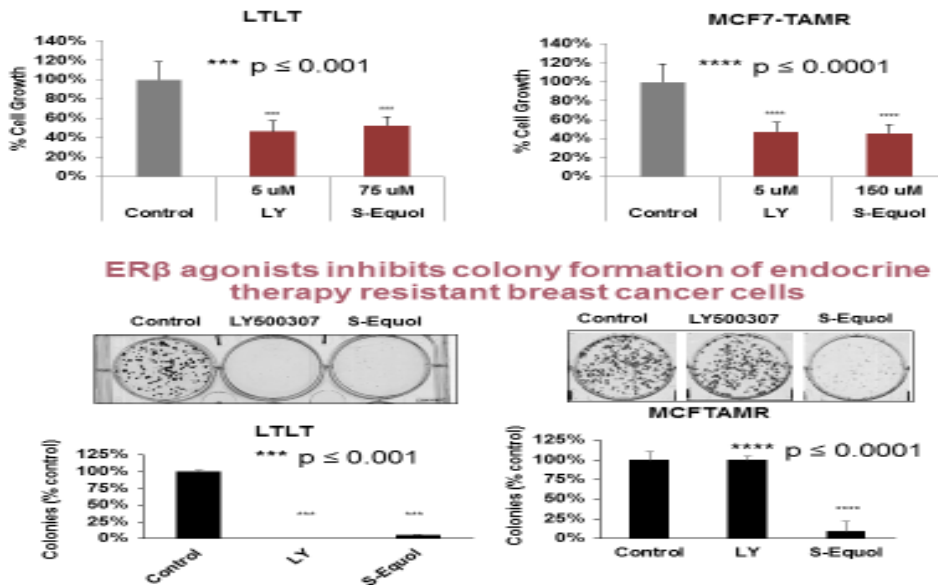 LTLT
140%
120%
100%
80%
60%
40%
20%
0%
% Cell Growth
*** p ≤ 0.001
***
***
5 uM
75 uM
Control
LY
S-Equol
MCF7-TAMR
140%
120%
100%
80%
60%
40%
20%
0%
% Cell Growth
**** p ≤ 0.0001
****
****
5 uM
150 uM
Control
LY
S-Equol
ERβ agonists inhibits colony formation of endocrine
therapy resistant breast cancer cells
Control LY500307 S-Equol
Control LY500307 S-Equol
LTLT
125%
100%
75%
50%
25%
0%
Colonies (% control)
*** p ≤ 0.001
***
***
Control
LY
S-Equol
MCFTAMR
125%
100%
75%
50%
25%
0%
Colonies (% control)
**** p ≤ 0.0001
****
Control
LY
S-Equol